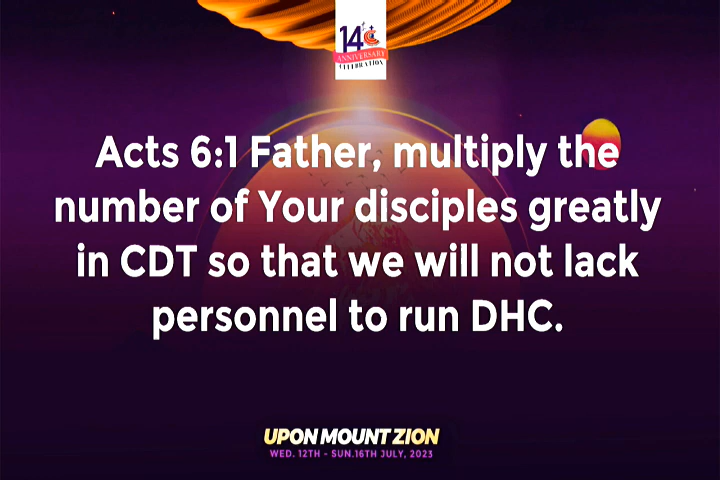 14
ANNIVERSARY
CELEBRATION
Acts 6:1 Father, multiply the
number of Your disciples greatly
in CDT so that we will not lack
personnel to run DHC.
UPON MOUNT ZION
WED. 12TH - SUN.16TH JULY, 2023